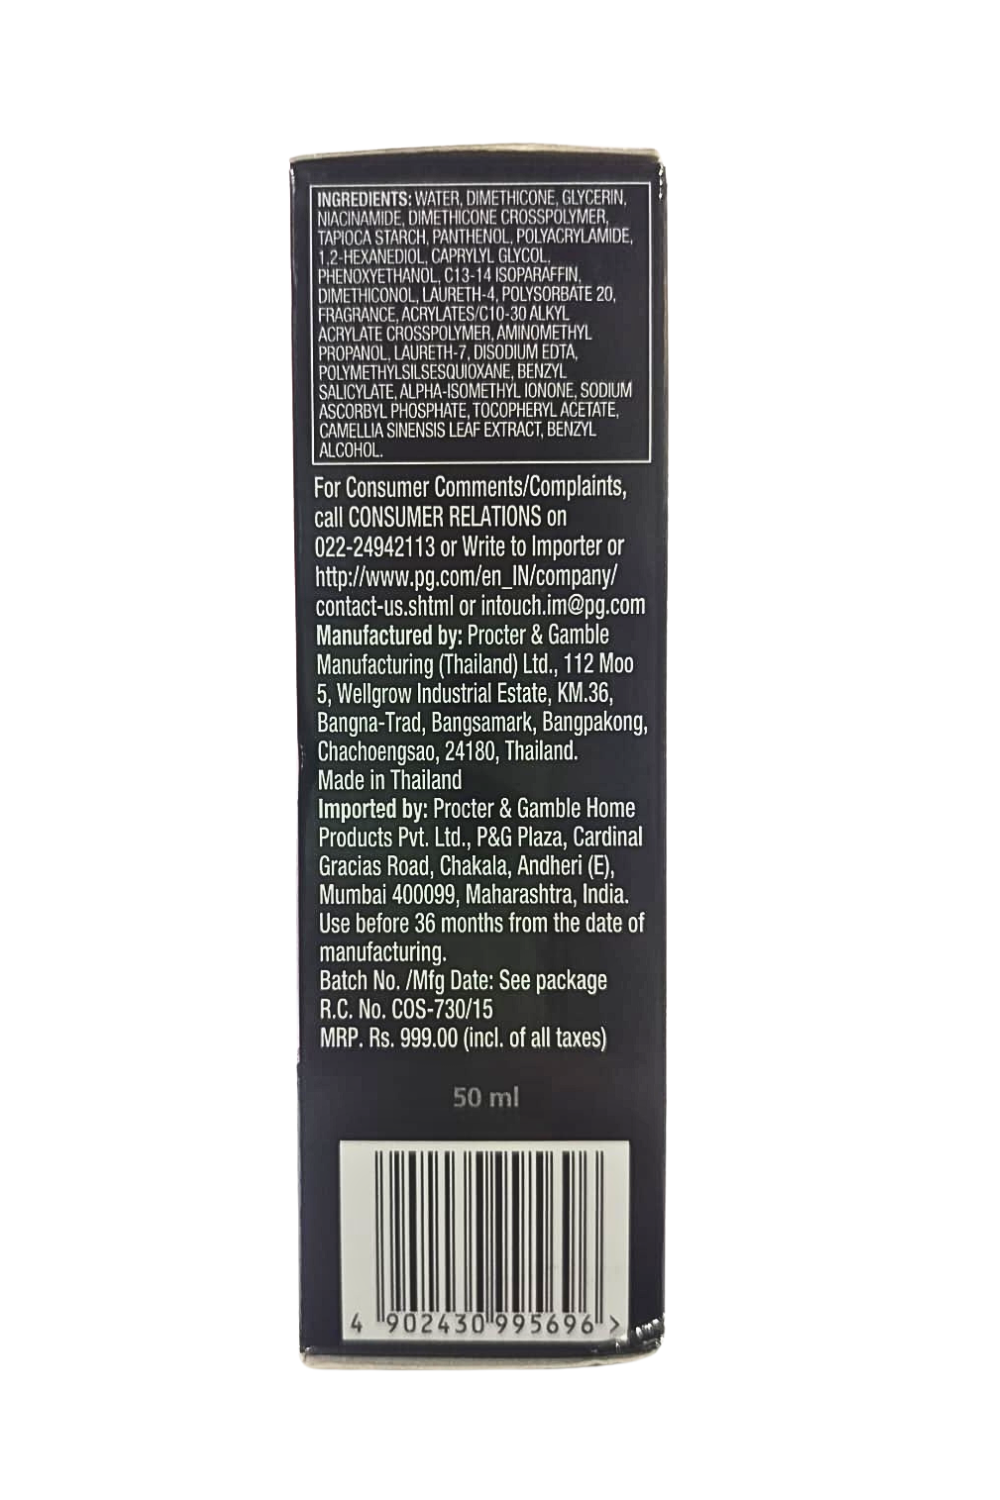 INGREDIENTS: WATER, DIMETHICONE, GLYCERIN,
NIACINAMIDE, DIMETHICONE CROSSPOLYMER,
TAPIOCA STARCH, PANTHENOL, POLYACRYLAMIDE,
1,2-HEXANEDIOL, CAPRYLYL GLYCOL,
PHENOXYETHANOL, C13-14 ISOPARAFFIN,
DIMETHICONOL, LAURETH-4, POLYSORBATE 20,
FRAGRANCE, ACRYLATES/C10-30 ALKYL
ACRYLATE CROSSPOLYMER, AMINOMETHYL
PROPANOL, LAURETH-7, DISODIUM EDTA,
POLYMETHYLSILSESQUIOXANE, BENZYL
SALICYLATE, ALPHA-ISOMETHYL IONONE, SODIUM
ASCORBYL PHOSPHATE, TOCOPHERYL ACETATE,
CAMELLIA SINENSIS LEAF EXTRACT, BENZYL
ALCOHOL.
For Consumer Comments/Complaints,
call CONSUMER RELATIONS on
022-24942113 or Write to Importer or
http://www.pg.com/en_IN/company/
contact-us.shtml or intouch.im@pg.com
Manufactured by: Procter & Gamble
Manufacturing (Thailand) Ltd., 112 Moo
5, Wellgrow Industrial Estate, KM.36,
Bangna-Trad, Bangsamark, Bangpakong,
Chachoengsao, 24180, Thailand.
Made in Thailand
Imported by: Procter & Gamble Home
Products Pvt. Ltd., P&G Plaza, Cardinal
Gracias Road, Chakala, Andheri (E),
Mumbai 400099, Maharashtra, India.
Use before 36 months from the date of
manufacturing.
Batch No. /Mfg Date: See package
R.C. No. COS-730/15
MRP. Rs. 999.00 (incl. of all taxes)
50 ml
4 902430 995696 >